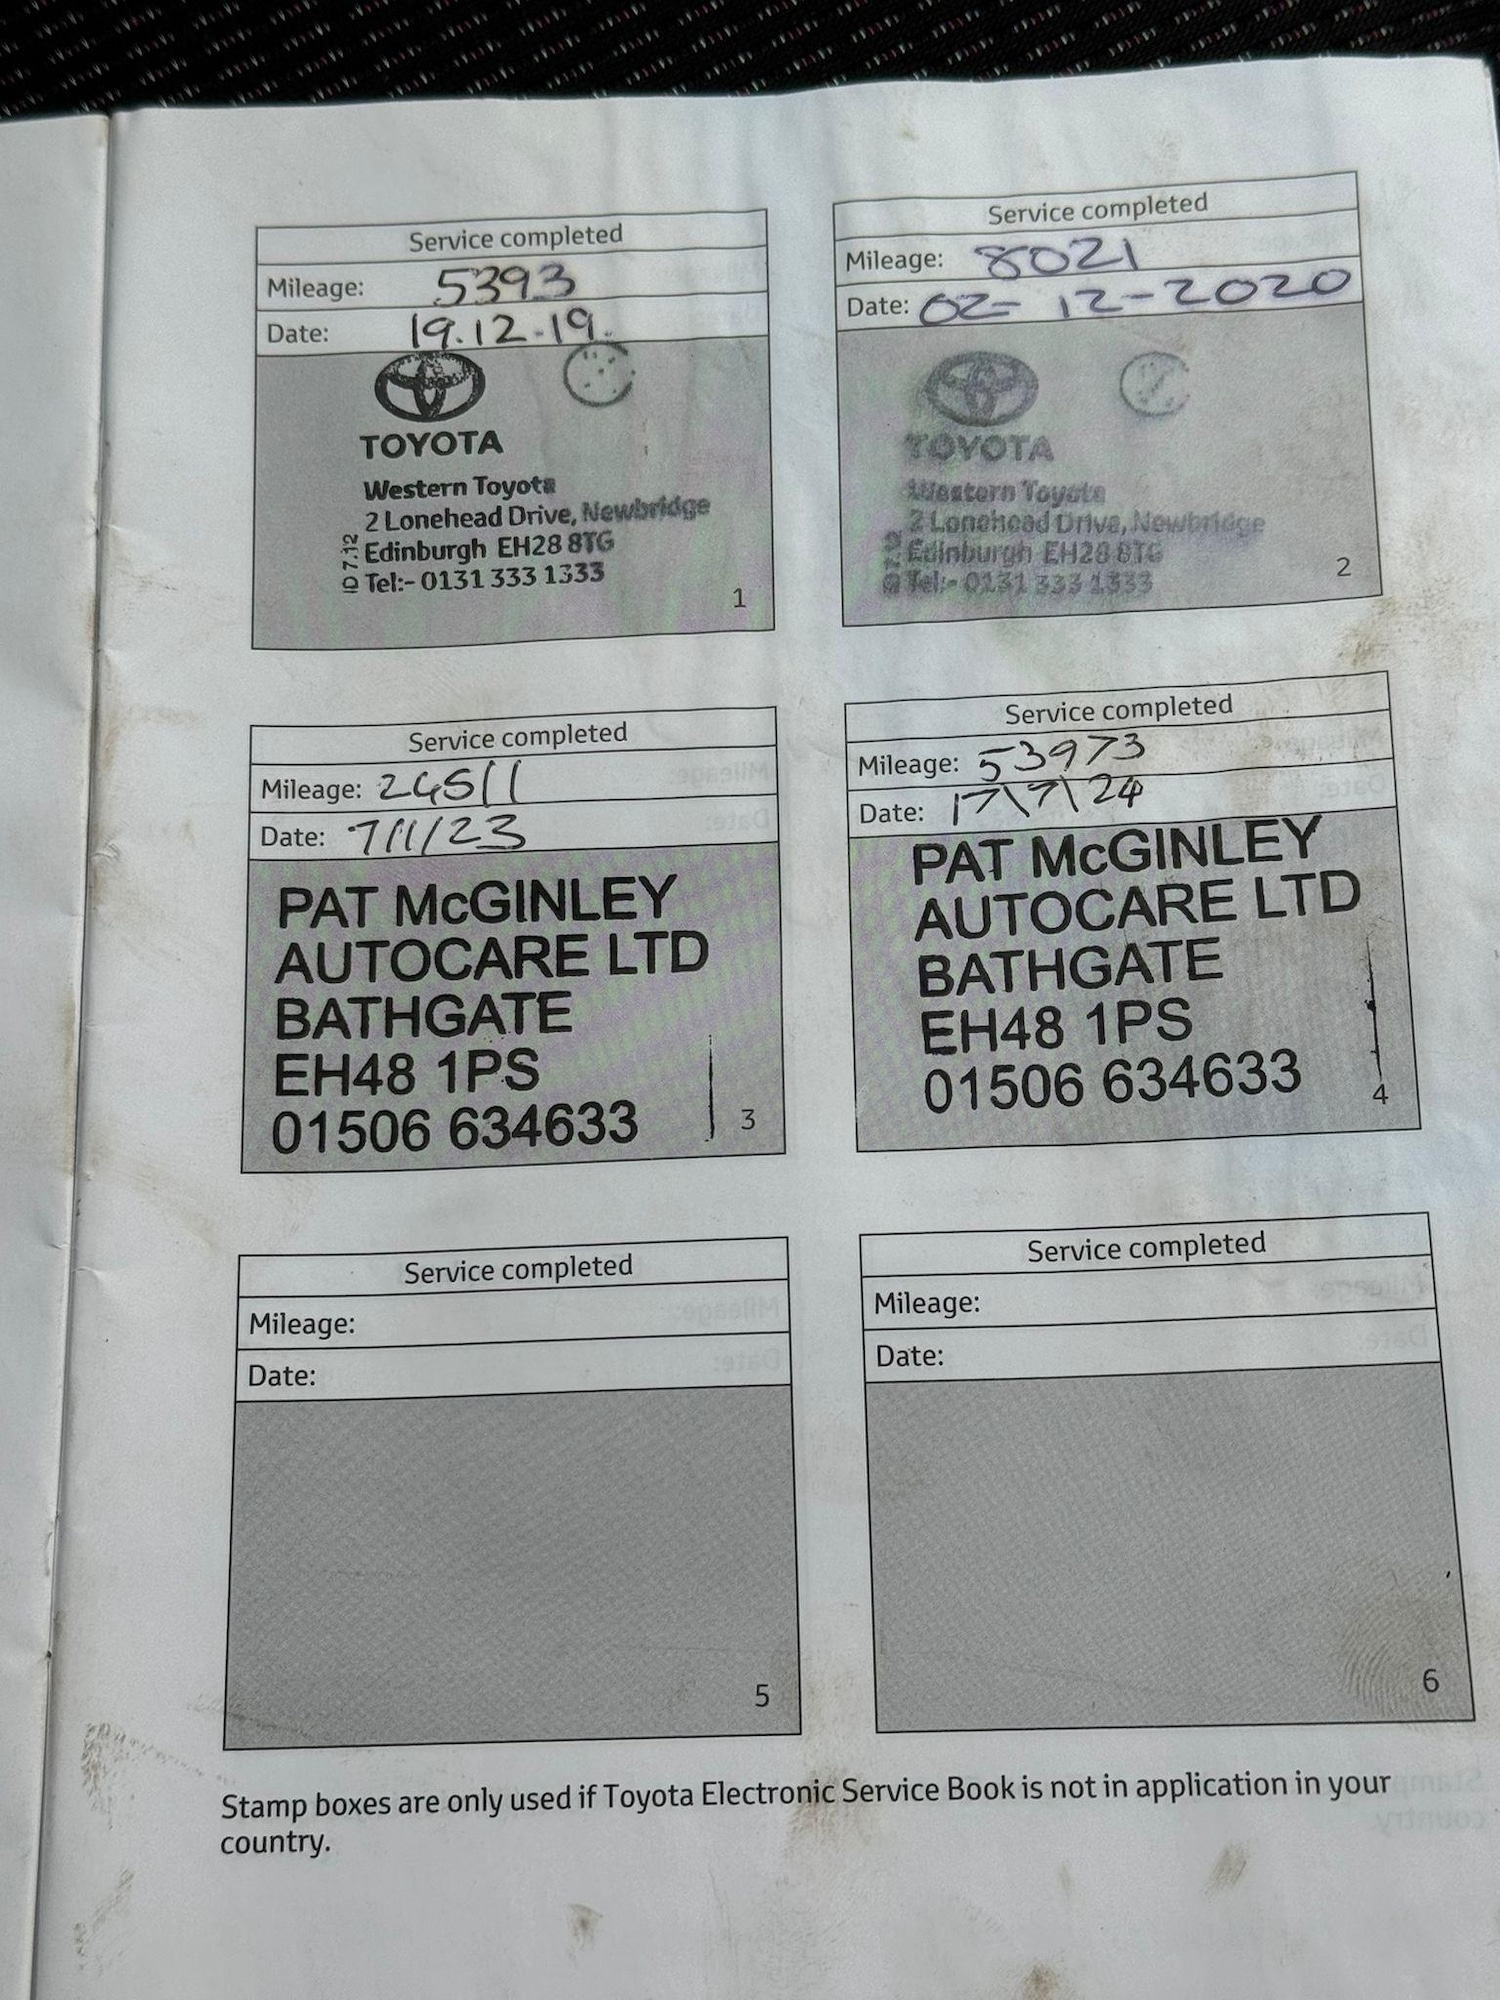 Service completed
Mileage: 5393
Date: 19.12-19.
TOYOTA
Western Toyota
2 Lonehead Drive, Newbridge
Edinburgh EH28 8TG
Tel:- 0131 333 1333
ID 7.12
1
Service completed
Mileage: 8021
Date: 02-12-2020
TOYOTA
Western Toyota
2 Lonehead Drive, Newbridge
Edinburgh EH28 8TG
Tel:- 0131 333 1333
2
Service completed
Mileage: 24511
Date: 7/1/23
PAT McGINLEY
AUTOCARE LTD
BATHGATE
EH48 1PS
01506 634633
3
Service completed
Mileage: 53973
Date: 17\7\24
PAT McGINLEY
AUTOCARE LTD
BATHGATE
EH48 1PS
01506 634633
4
Service completed
Mileage:
Date:
5
Service completed
Mileage:
Date:
6
Stamp boxes are only used if Toyota Electronic Service Book is not in application in your
country.